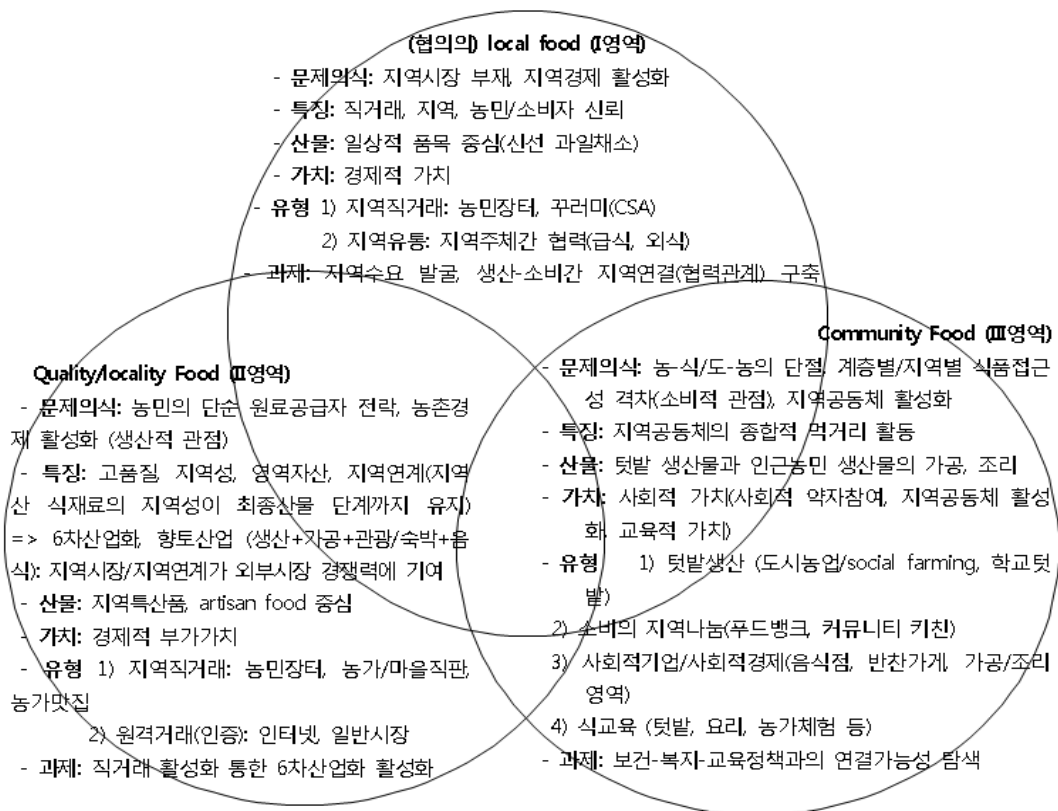 (협의의) local food (Ⅰ영역)
- 문제의식: 지역시장 부재, 지역경제 활성화
- 특징: 직거래, 지역, 농민/소비자 신뢰
- 산물: 일상적 품목 중심(신선 과일채소)
- 가치: 경제적 가치
- 유형 1) 지역직거래: 농민장터, 꾸러미(CSA)
2) 지역유통: 지역주체간 협력(급식, 외식)
- 과제: 지역수요 발굴, 생산-소비간 지역연결(협력관계) 구축
Quality/locality Food (Ⅱ영역)
- 문제의식: 농민의 단순 원료공급자 전락, 농촌경
제 활성화 (생산적 관점)
- 특징: 고품질, 지역성, 영역자산, 지역연계(지역
산 식재료의 지역성이 최종산물 단계까지 유지)
=> 6차산업화, 향토산업 (생산+가공+관광/숙박+음
식): 지역시장/지역연계가 외부시장 경쟁력에 기여
- 산물: 지역특산품, artisan food 중심
- 가치: 경제적 부가가치
- 유형 1) 지역직거래: 농민장터, 농가/마을직판,
농가맛집
2) 원격거래(인증): 인터넷, 일반시장
- 과제: 직거래 활성화 통한 6차산업화 활성화
Community Food (Ⅲ영역)
- 문제의식: 농-식/도-농의 단절, 계층별/지역별 식품접근
성 격차(소비적 관점), 지역공동체 활성화
- 특징: 지역공동체의 종합적 먹거리 활동
- 산물: 텃밭 생산물과 인근농민 생산물의 가공, 조리
- 가치: 사회적 가치(사회적 약자참여, 지역공동체 활성
화, 교육적 가치)
- 유형 1) 텃밭생산 (도시농업/social farming, 학교텃
밭)
2) 소비의 지역나눔(푸드뱅크, 커뮤니티 키친)
3) 사회적기업/사회적경제(음식점, 반찬가게, 가공/조리
영역)
4) 식교육 (텃밭, 요리, 농가체험 등)
- 과제: 보건-복지-교육정책과의 연결가능성 탐색